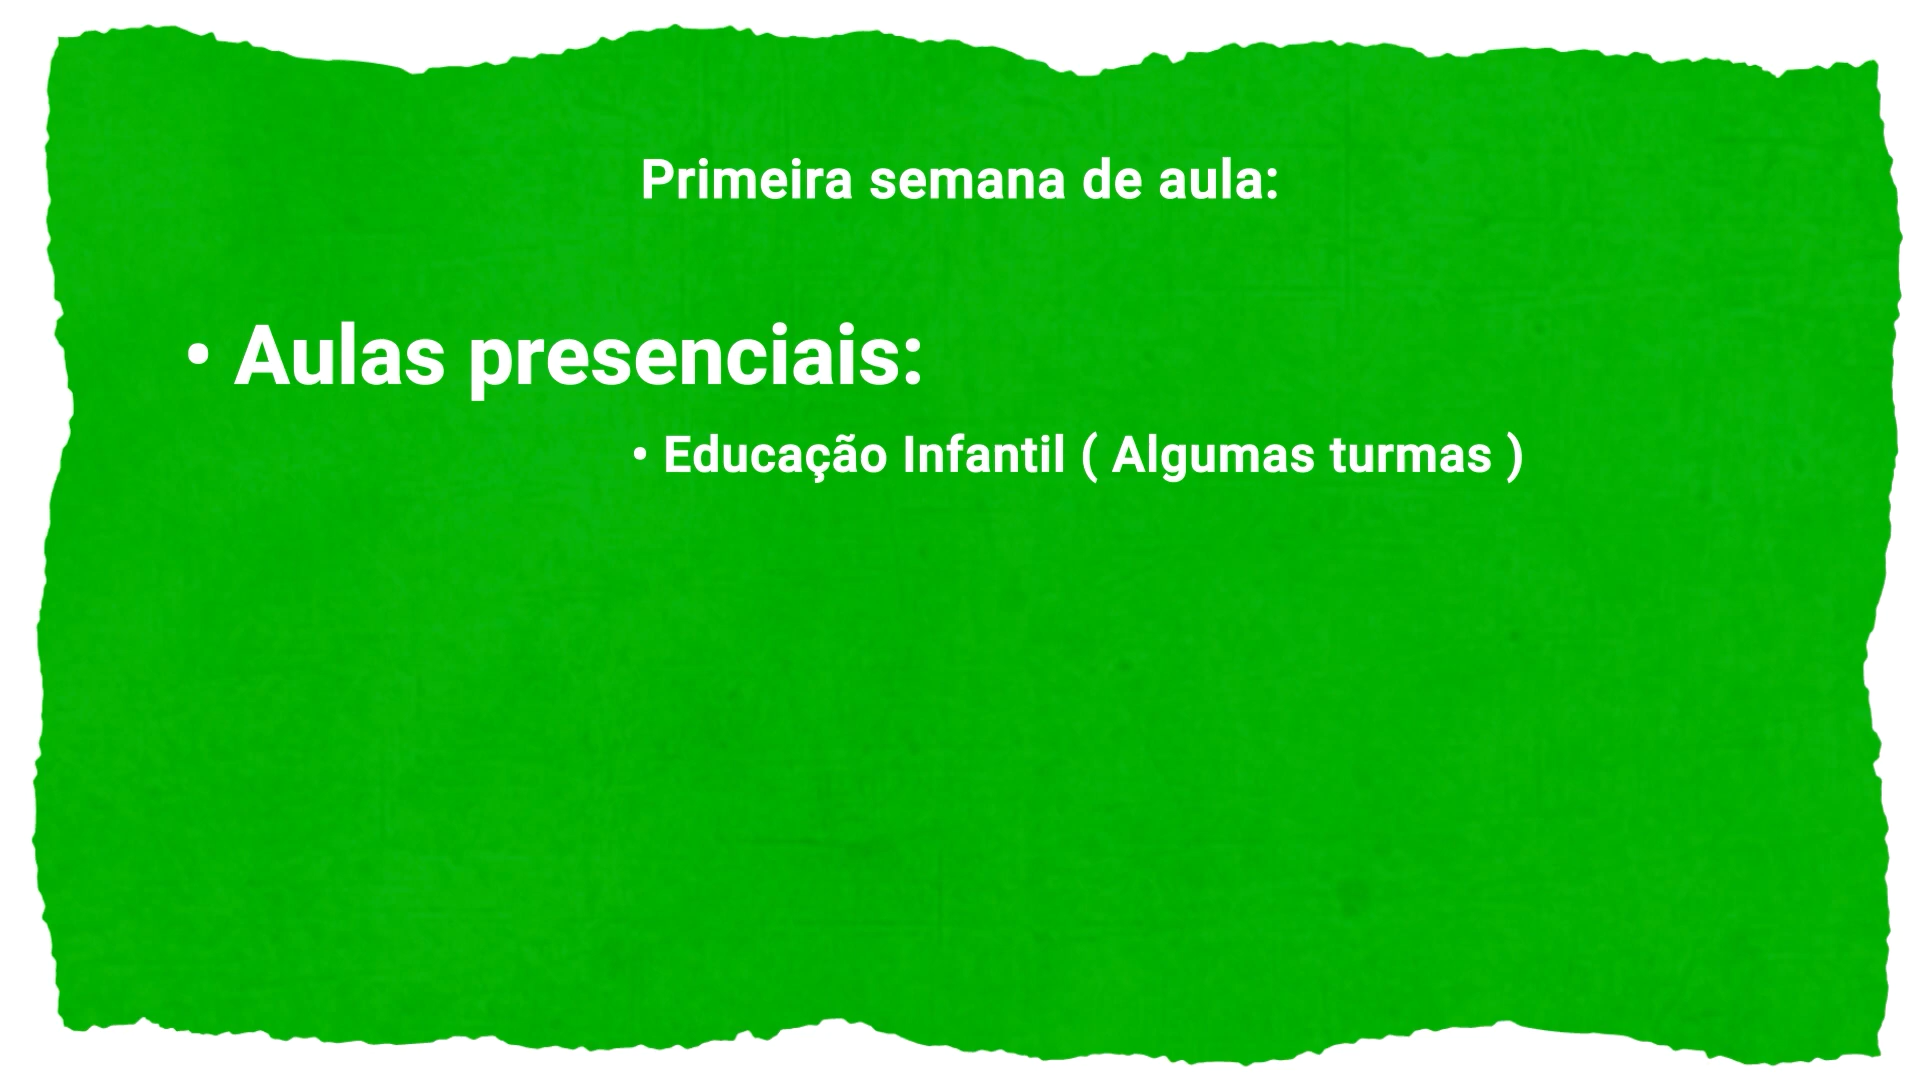 Primeira semana de aula:
• Aulas presenciais:
• Educação Infantil ( Algumas turmas )